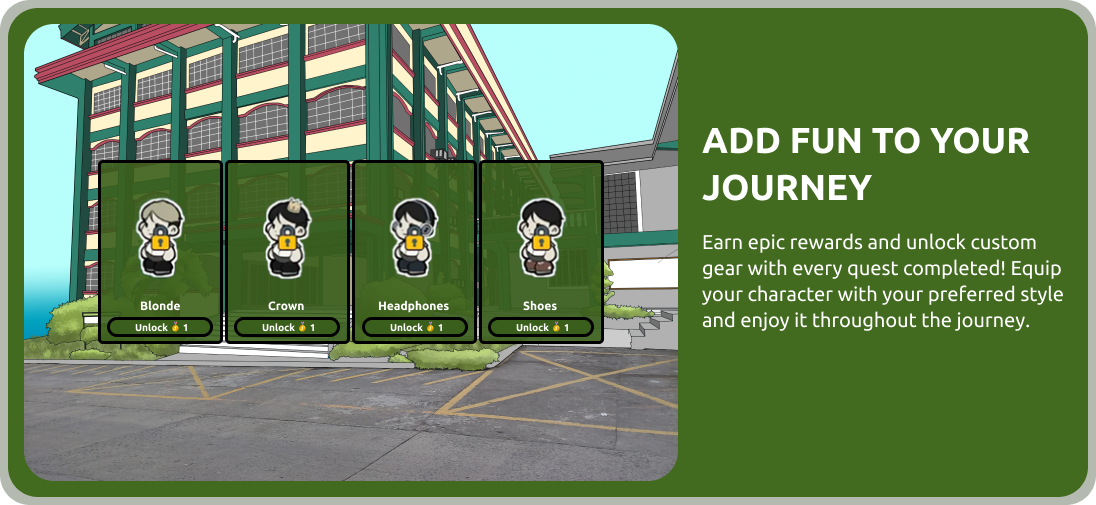 ADD FUN TO YOUR
JOURNEY
Earn epic rewards and unlock custom
gear with every quest completed! Equip
your character with your preferred style
and enjoy it throughout the journey.
Blonde
Unlock 💰 1
Crown
Unlock 💰 1
Headphones
Unlock 💰 1
Shoes
Unlock 💰 1